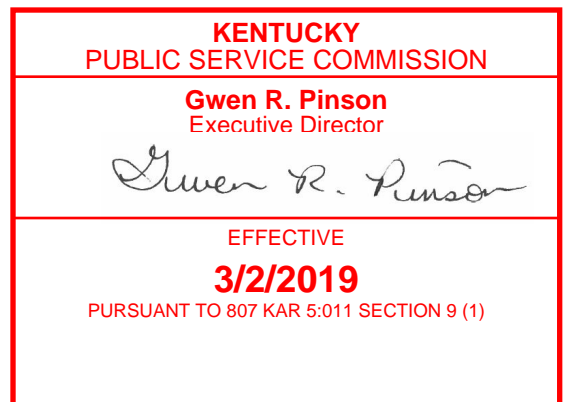 KENTUCKY
PUBLIC SERVICE COMMISSION
Gwen R. Pinson
Executive Director
Gwen R. Pinson
EFFECTIVE
3/2/2019
PURSUANT TO 807 KAR 5:011 SECTION 9 (1)